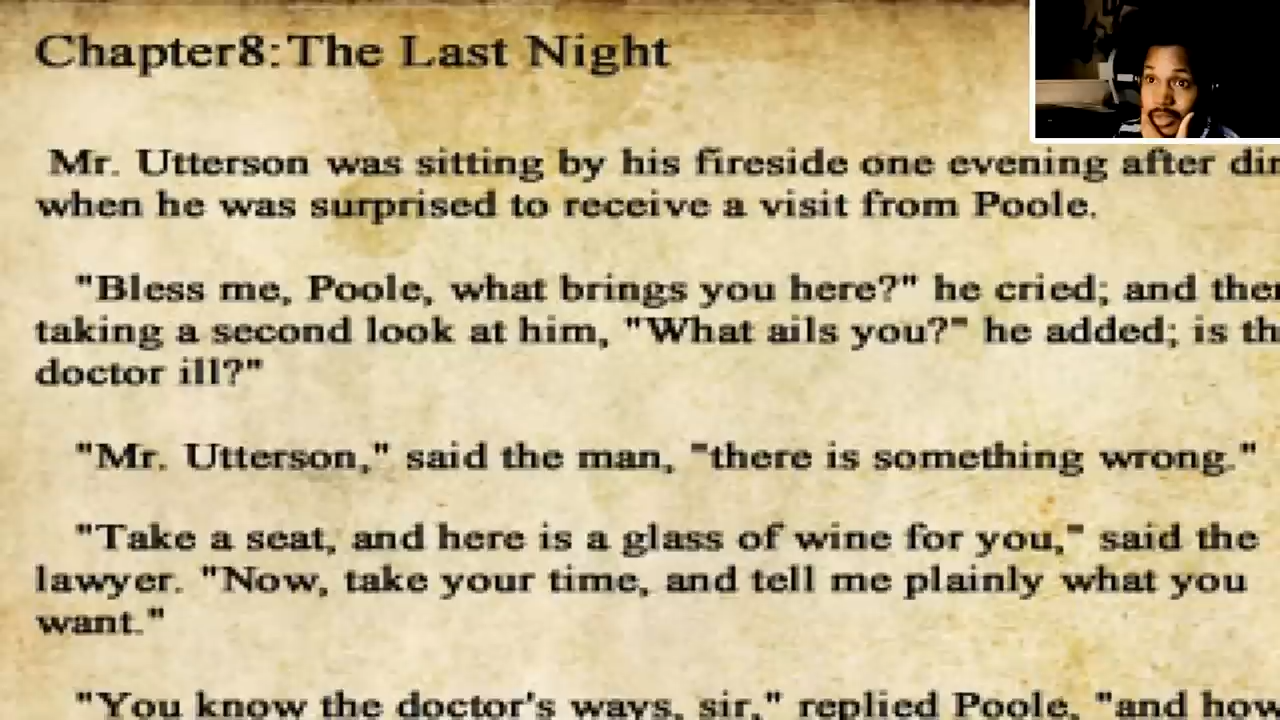 Chapter8: The Last Night
Mr. Utterson was sitting by his fireside one evening after
when he was surprised to receive a visit from Poole.
"Bless me, Poole, what brings you here?" he cried; and
taking a second look at him, "What ails you?" he added; is
doctor ill?"
"Mr. Utterson," said the man, "there is something wrong."
"Take a seat, and here is a glass of wine for you," said the
lawyer. "Now, take your time, and tell me plainly what you
want."
"You know the doctor's ways, sir," replied Poole, "and how